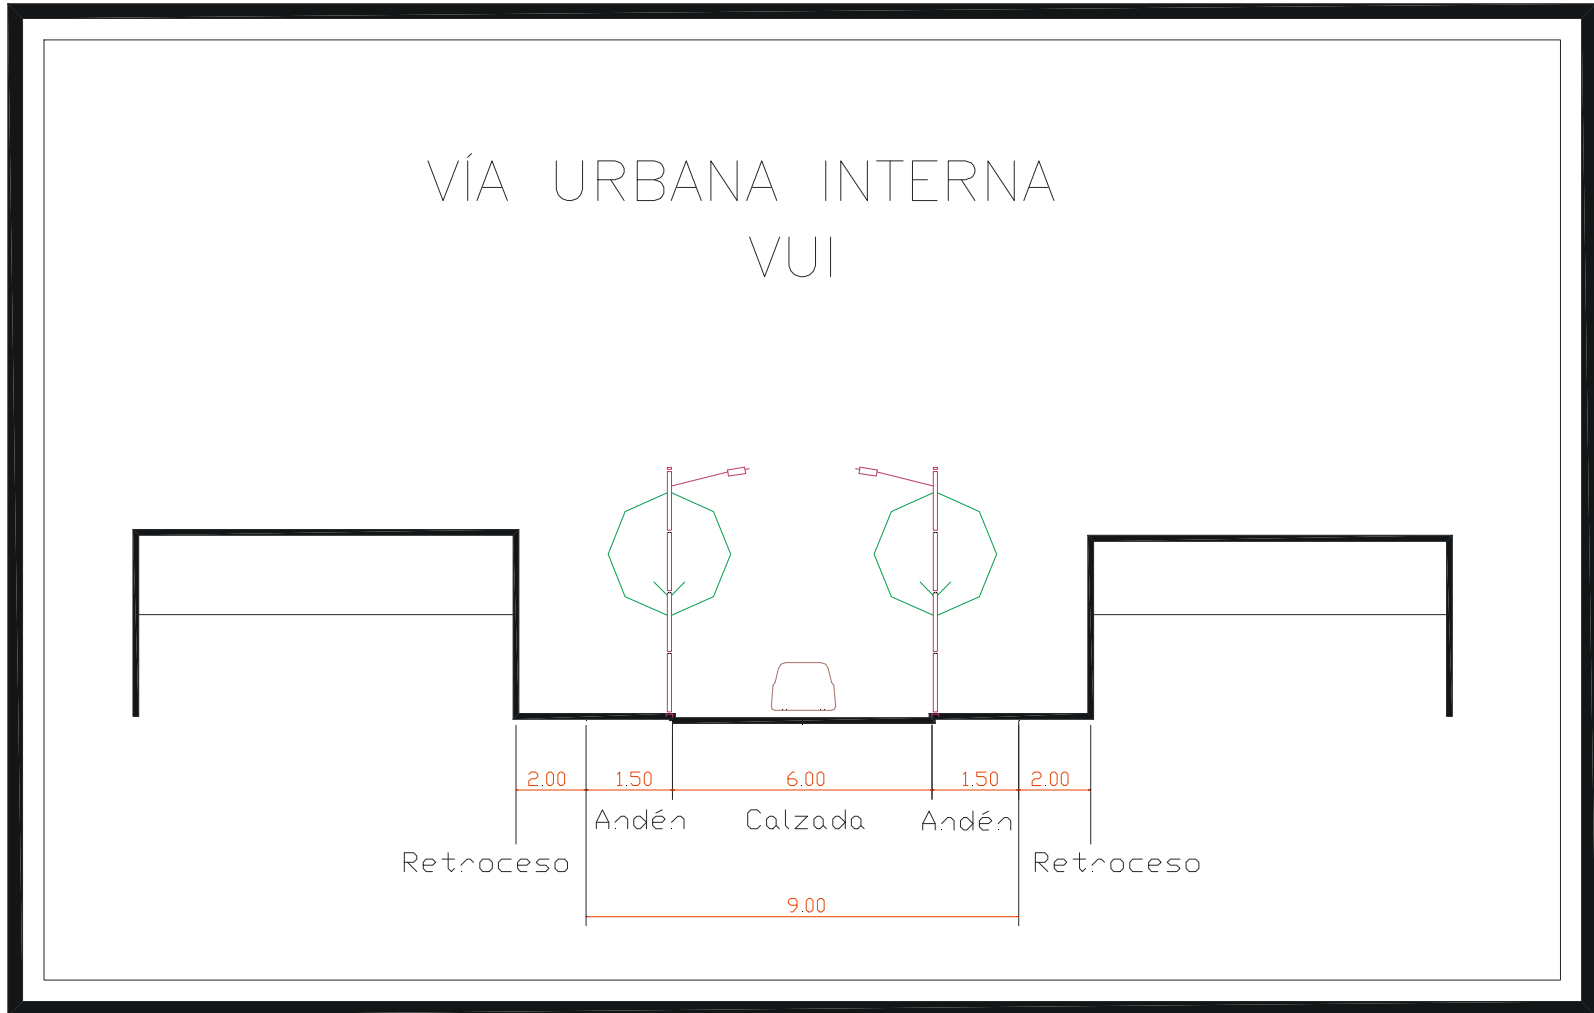 VÍA URBANA INTERNA
VUI
2.00 1.50 6.00 1.50 2.00
Andén Calzada Andén
Retroceso Retroceso
9.00